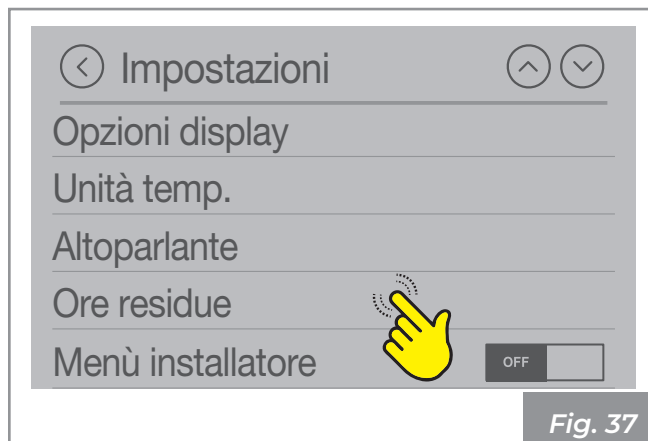 Impostazioni
Opzioni display
Unità temp.
Altoparlante
Ore residue
Menù installatore OFF
Fig. 37